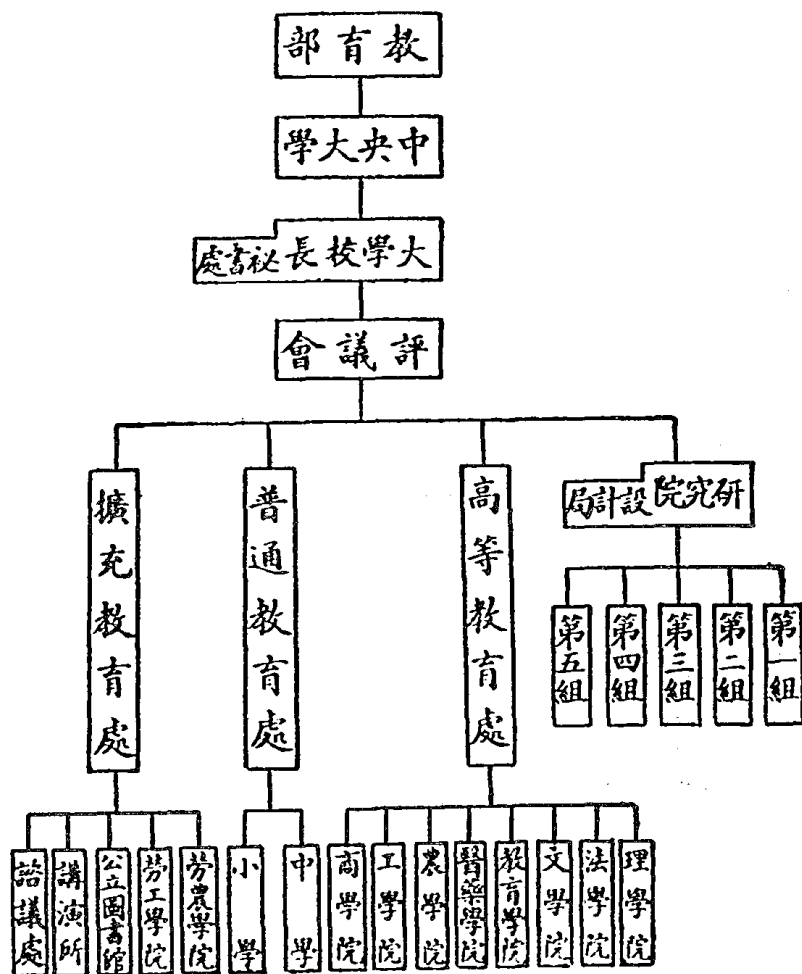 教育部
中央大學
大學校長
祕書處
評議會
研究院
設計局
高等教育處
普通教育處
擴充教育處
第一組
第二組
第三組
第四組
第五組
理學院
法學院
文學院
教育學院
醫藥學院
農學院
工學院
商學院
中學
小學
勞農學院
勞工學院
公立圖書館
講演所
諮議處